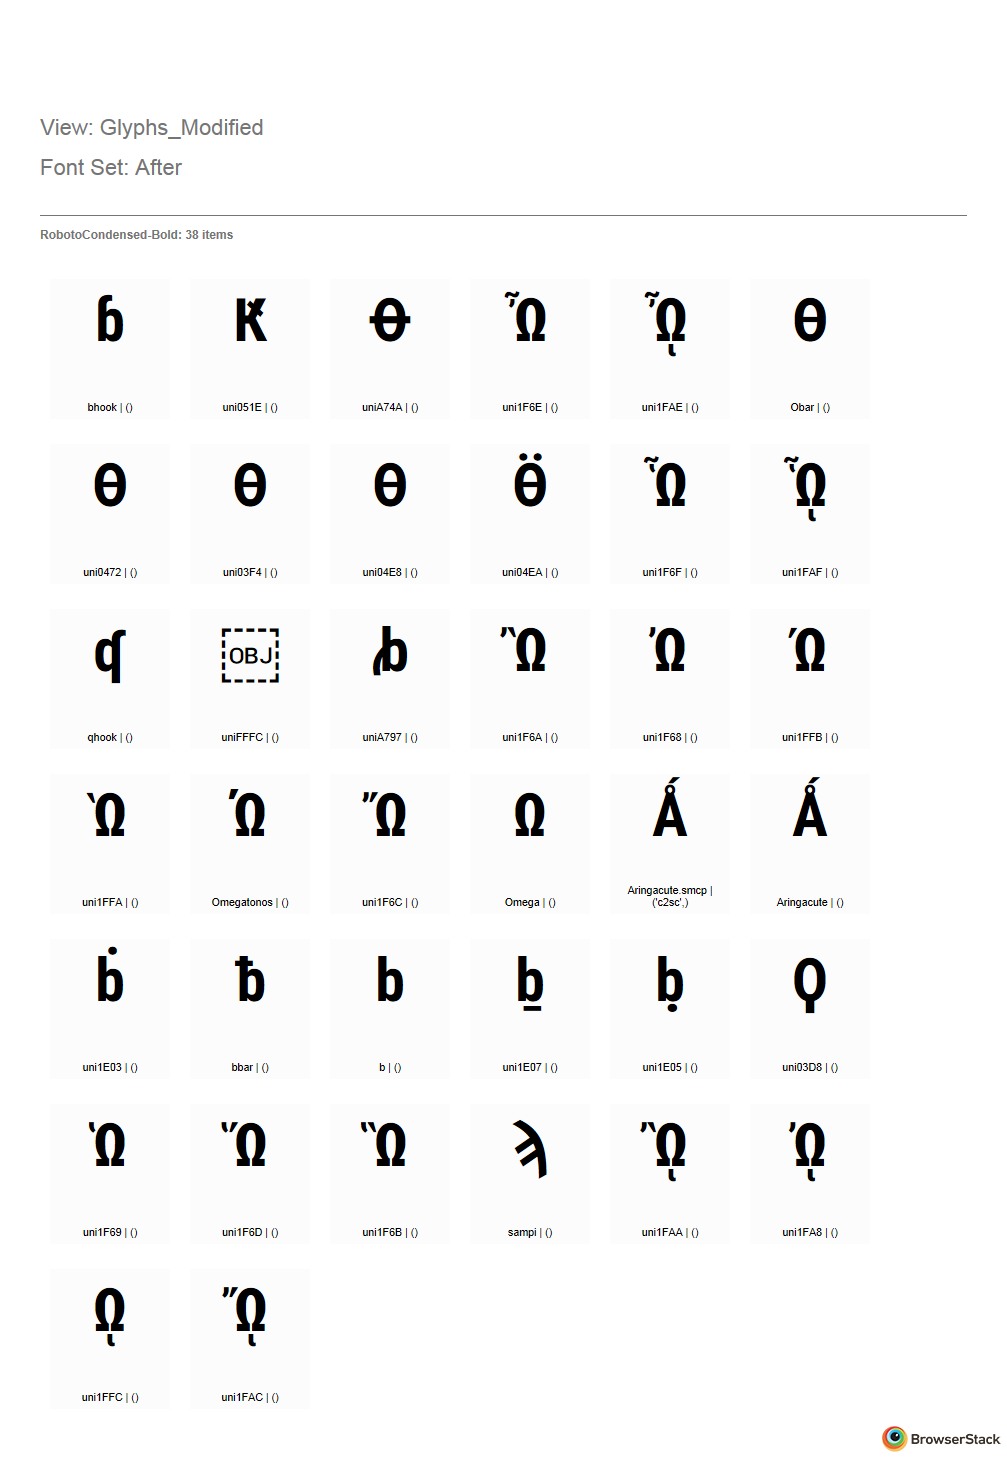 View: Glyphs_Modified
Font Set: After
RobotoCondensed-Bold: 38 items
ɓ Ԟ Ꝋ Ὦ ᾮ Ɵ
bhook | () uni051E | () uniA74A | () uni1F6E | () uni1FAE | () Obar | ()
Ѳ ϴ Ө Ӫ Ὧ ᾯ
uni0472 | () uni03F4 | () uni04E8 | () uni04EA | () uni1F6F | () uni1FAF | ()
ʠ OBJ ꞗ Ὢ Ὠ Ώ
qhook | () uniFFFC | () uniA797 | () uni1F6A | () uni1F68 | () uni1FFB | ()
Ὼ Ώ Ὤ Ω Ǻ Ǻ
uni1FFA | () Omegatonos | () uni1F6C | () Omega | () Aringacute.smcp | Aringacute | ()
('c2sc',)
ḃ ƀ b ḇ ḅ Ϙ
uni1E03 | () bbar | () b | () uni1E07 | () uni1E05 | () uni03D8 | ()
Ὡ Ὥ Ὣ Ϡ ᾪ ᾨ
uni1F69 | () uni1F6D | () uni1F6B | () sampi | () uni1FAA | () uni1FA8 | ()
ῼ ᾬ
uni1FFC | () uni1FAC | ()
BrowserStack